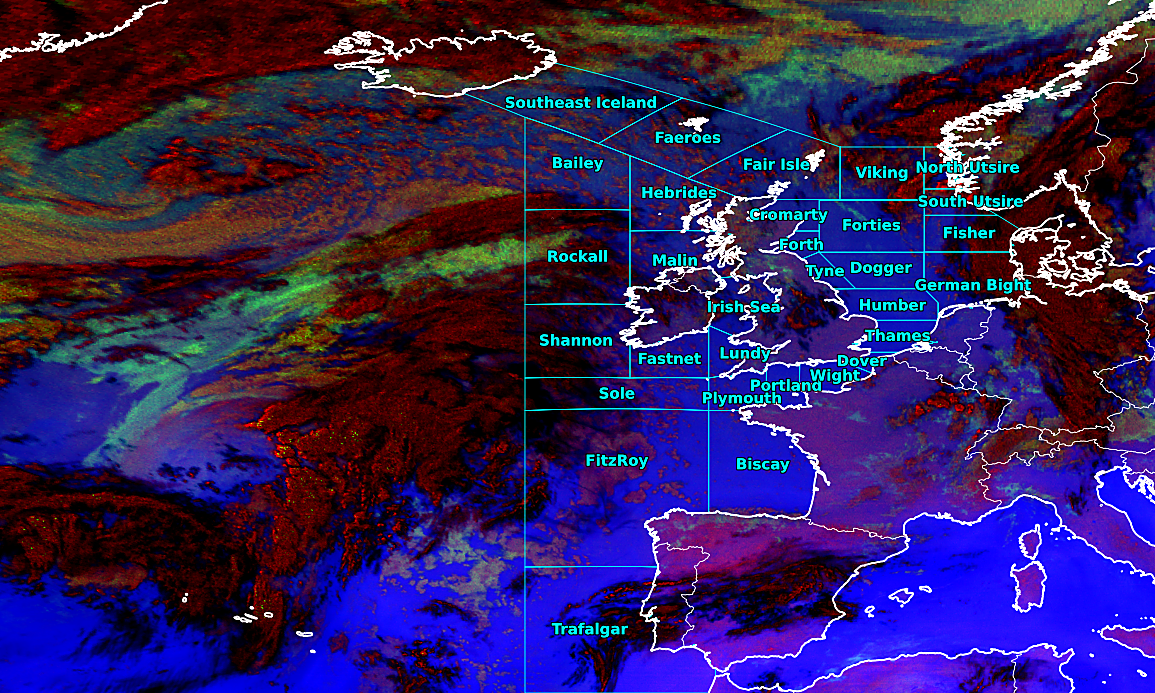 Southeast Iceland
Faeroes
Bailey
Fair Isle
Viking
North Utsire
Hebrides
South Utsire
Cromarty
Forties
Fisher
Forth
Rockall
Malin
Tyne
Dogger
German Bight
Irish Sea
Humber
Shannon
Thames
Fastnet
Lundy
Dover
Wight
Portland
Sole
Plymouth
FitzRoy
Biscay
Trafalgar